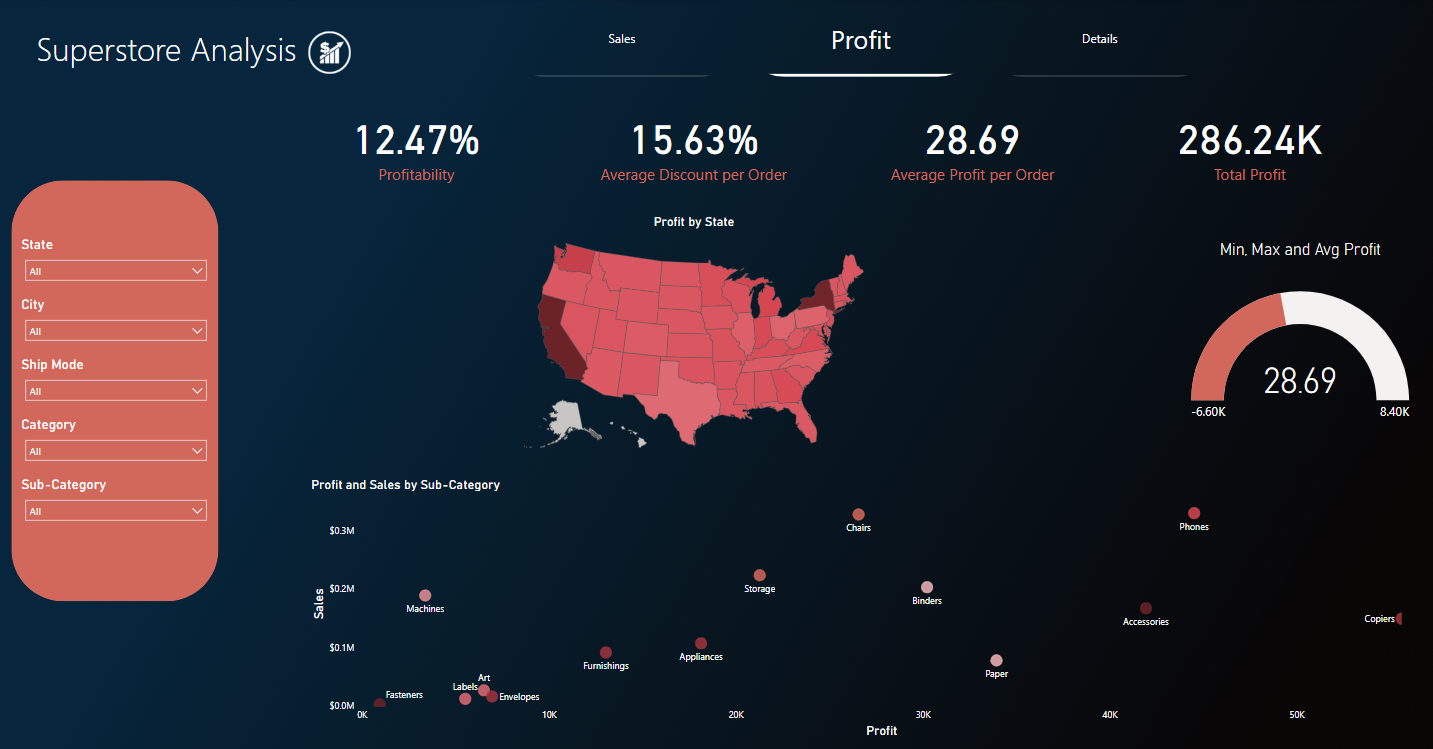 Superstore Analysis
Sales
Profit
Details
12.47%
Profitability
15.63%
Average Discount per Order
28.69
Average Profit per Order
286.24K
Total Profit
State
All
City
All
Ship Mode
All
Category
All
Sub-Category
All
Profit by State
Min, Max and Avg Profit
28.69
-6.60K
8.40K
Profit and Sales by Sub-Category
Sales
$0.3M
$0.2M
$0.1M
$0.0M
Chairs
Phones
Storage
Machines
Binders
Accessories
Copiers
Furnishings
Appliances
Paper
Art
Labels
Fasteners
Envelopes
0K
10K
20K
30K
40K
50K
Profit